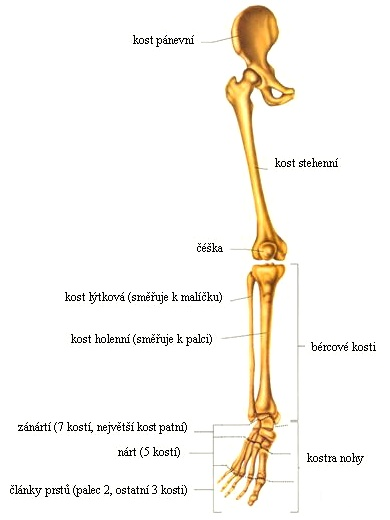 kost pánevní
kost stehenní
čéška
kost lýtková (směřuje k malíčku)
kost holenní (směřuje k palci)
bércové kosti
zánártí (7 kostí, největší kost patní)
nárt (5 kostí)
kostra nohy
články prstů (palec 2, ostatní 3 kosti)